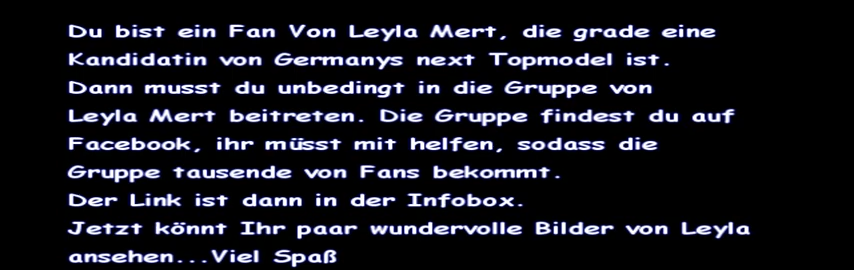 Du bist ein Fan Von Leyla Mert, die grade eine
Kandidatin von Germanys next Topmodel ist.
Dann musst du unbedingt in die Gruppe von
Leyla Mert beitreten. Die Gruppe findest du auf
Facebook, ihr müsst mit helfen, sodass die
Gruppe tausende von Fans bekommt.
Der Link ist dann in der Infobox.
Jetzt könnt Ihr paar wundervolle Bilder von Leyla
ansehen...Viel Spaß